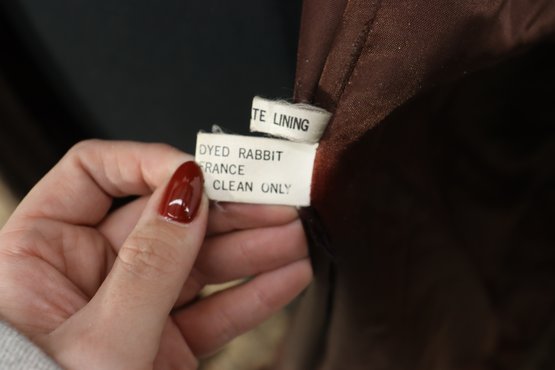 TE LINING
DYED RABBIT
FRANCE
CLEAN ONLY